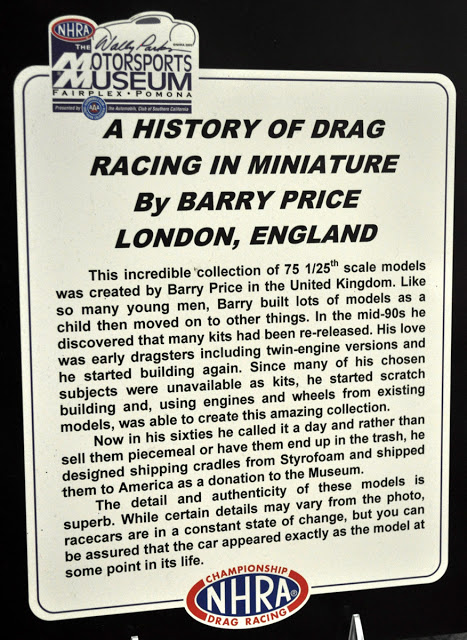 NHRA
THE Wally Parks
MOTORSPORTS
MUSEUM
FAIRPLEX • POMONA
Presented by AAA the Automobile Club of Southern California
A HISTORY OF DRAG
RACING IN MINIATURE
By BARRY PRICE
LONDON, ENGLAND
This incredible collection of 75 1/25th scale models
was created by Barry Price in the United Kingdom. Like
so many young men, Barry built lots of models as a
child then moved on to other things. In the mid-90s he
discovered that many kits had been re-released. His love
was early dragsters including twin-engine versions and
he started building again. Since many of his chosen
subjects were unavailable as kits, he started scratch
building and, using engines and wheels from existing
models, was able to create this amazing collection.
Now in his sixties he called it a day and rather than
sell them piecemeal or have them end up in the trash, he
designed shipping cradles from Styrofoam and shipped
them to America as a donation to the Museum.
The detail and authenticity of these models is
superb. While certain details may vary from the photo,
racecars are in a constant state of change, but you can
be assured that the car appeared exactly as the model at
some point in its life.
CHAMPIONSHIP
NHRA®
DRAG RACING